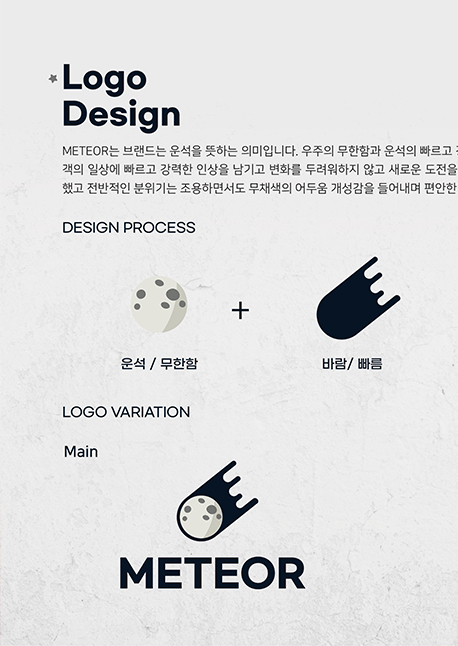 Logo
Design
METEOR는 브랜드는 운석을 뜻하는 의미입니다. 우주의 무한함과 운석의 빠르고
객의 일상에 빠르고 강력한 인상을 남기고 변화를 두려워하지 않고 새로운 도전을
했고 전반적인 분위기는 조용하면서도 무채색의 어두움 개성감을 들어내며 편안한
DESIGN PROCESS
+
운석 / 무한함
바람/ 빠름
LOGO VARIATION
Main
METEOR